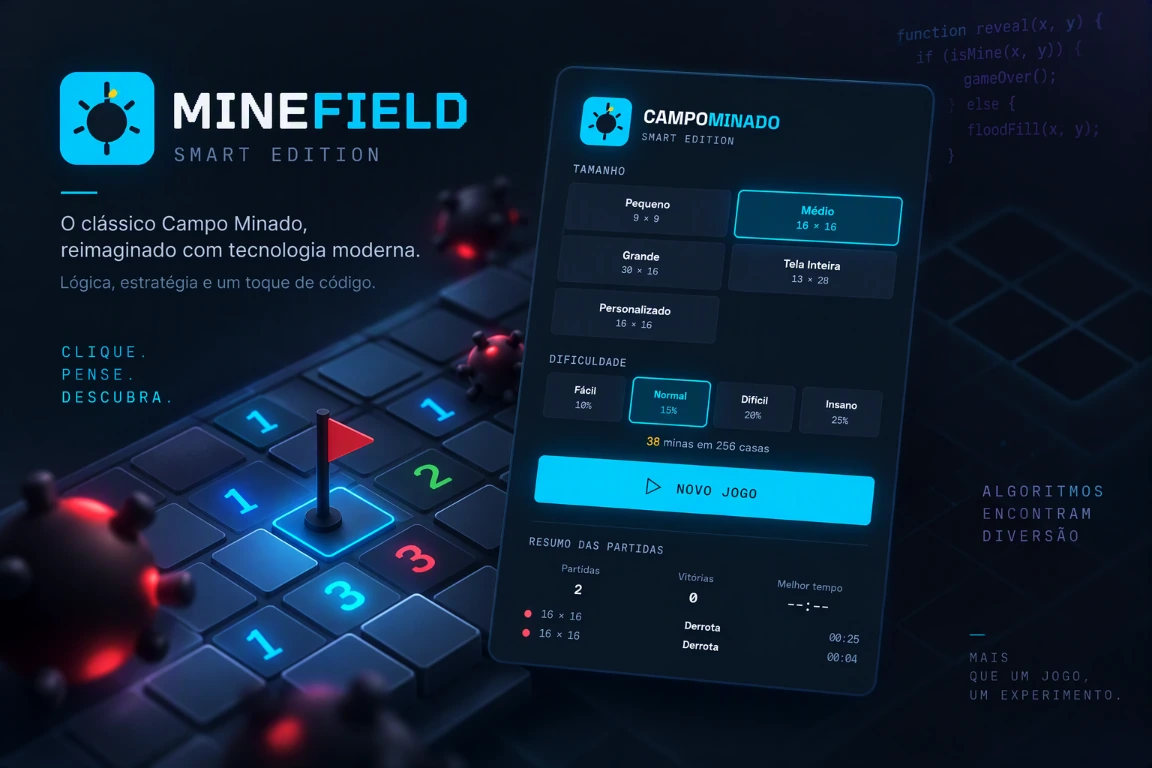 MINEFIELD
SMART EDITION
O clássico Campo Minado,
reimaginado com tecnologia moderna.
Lógica, estratégia e um toque de código.
CLIQUE.
PENSE.
DESCUBRA.
1
1
1
2
3
3
1
CAMPOMINADO
SMART EDITION
TAMANHO
Pequeno
9 × 9
Médio
16 × 16
Grande
30 × 16
Tela Inteira
13 × 28
Personalizado
16 × 16
DIFICULDADE
Fácil
10%
Normal
15%
Difícil
20%
Insano
25%
38 minas em 256 casas
NOVO JOGO
RESUMO DAS PARTIDAS
Partidas
2
Vitórias
0
Melhor tempo
--:--
16 × 16 Derrota 00:25
16 × 16 Derrota 00:04
function reveal(x, y) {
if (isMine(x, y)) {
gameOver();
} else {
floodFill(x, y);
}
ALGORITMOS
ENCONTRAM
DIVERSÃO
MAIS
QUE UM JOGO,
UM EXPERIMENTO.